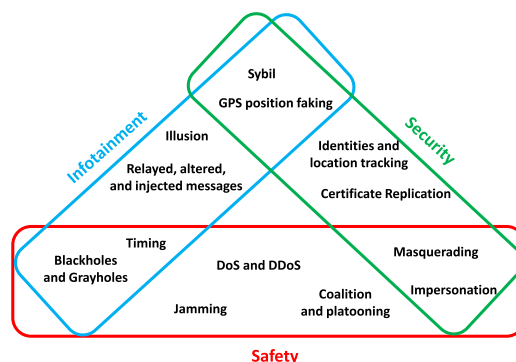 Sybil
GPS position faking
Infotainment
Security
Illusion
Identities and
location tracking
Relayed, altered,
and injected messages
Certificate Replication
Timing
Masquerading
Blackholes
and Grayholes
DoS and DDoS
Impersonation
Coalition
and platooning
Jamming
Safety